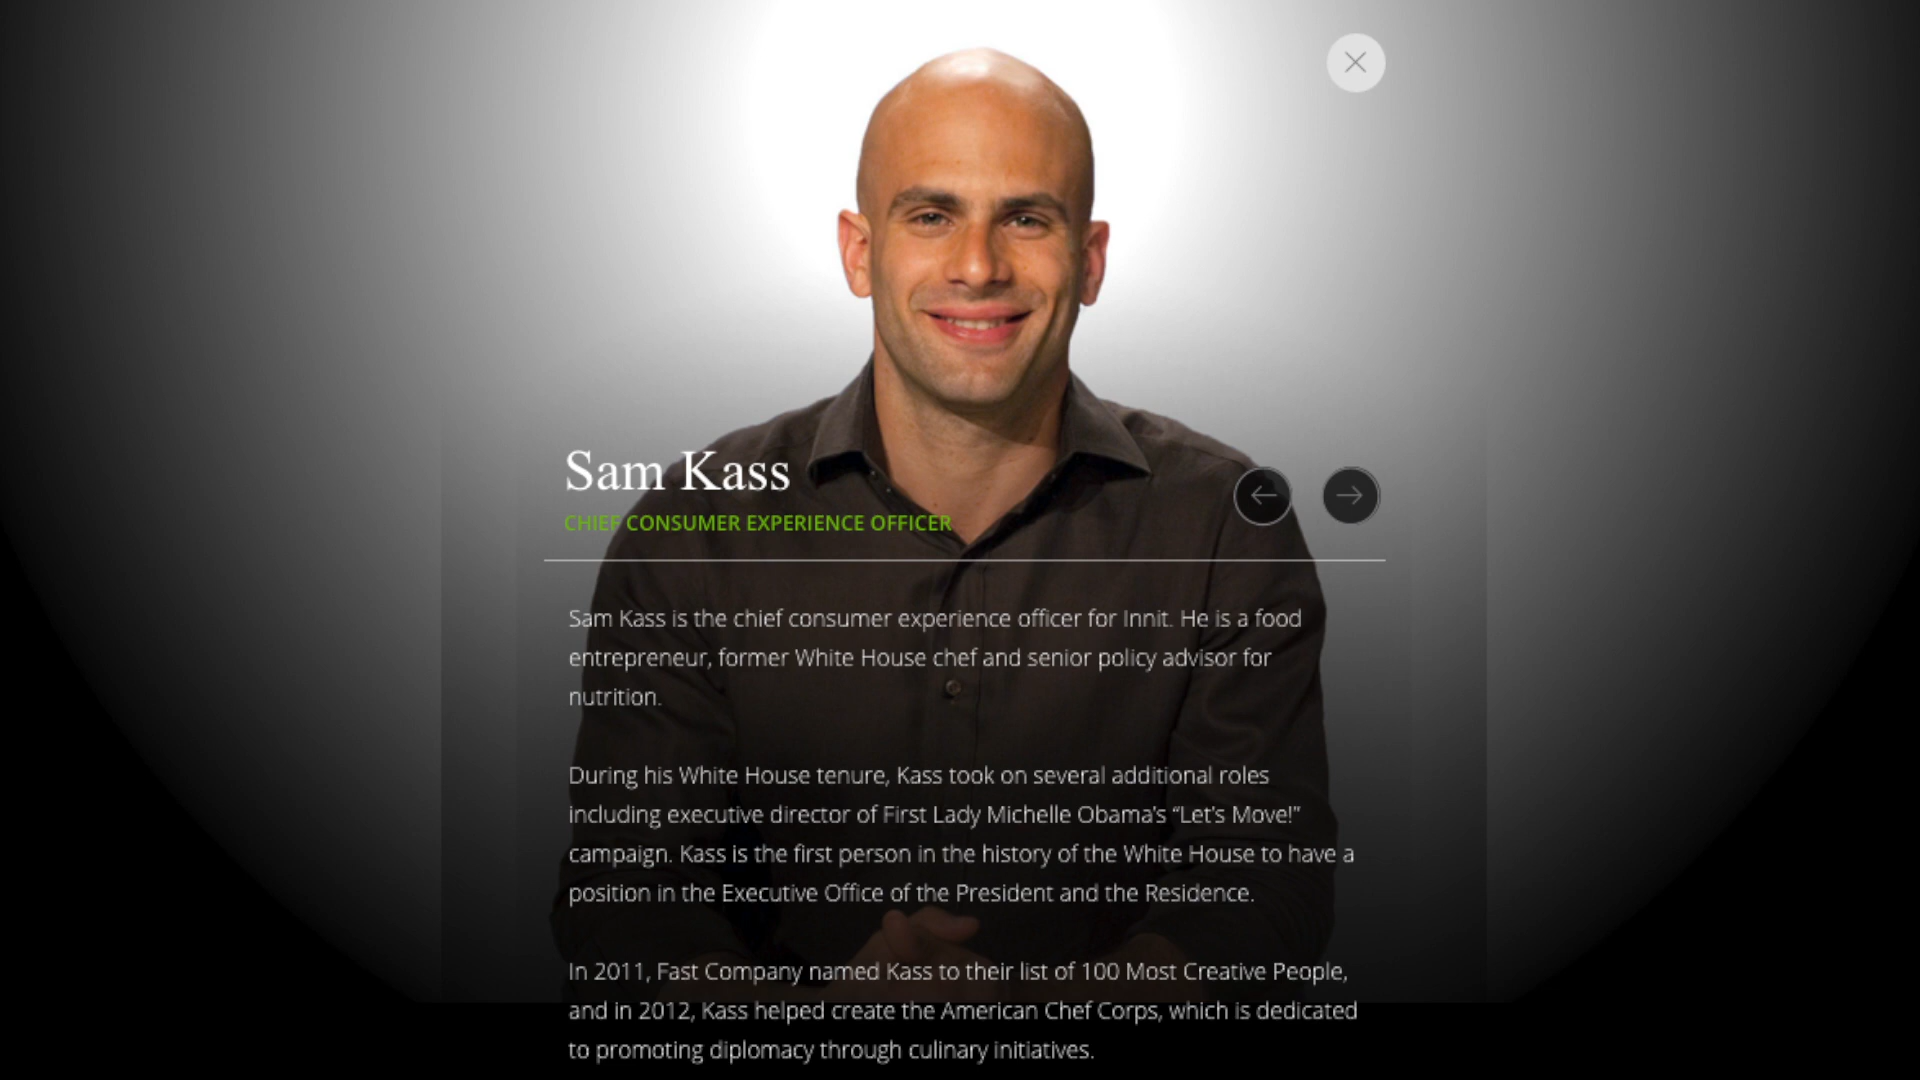 Sam Kass
CHIEF CONSUMER EXPERIENCE OFFICER
Sam Kass is the chief consumer experience officer for Innit. He is a food
entrepreneur, former White House chef and senior policy advisor for
nutrition.
During his White House tenure, Kass took on several additional roles
including executive director of First Lady Michelle Obama’s “Let’s Move!”
campaign. Kass is the first person in the history of the White House to have a
position in the Executive Office of the President and the Residence.
In 2011, Fast Company named Kass to their list of 100 Most Creative People,
and in 2012, Kass helped create the American Chef Corps, which is dedicated
to promoting diplomacy through culinary initiatives.